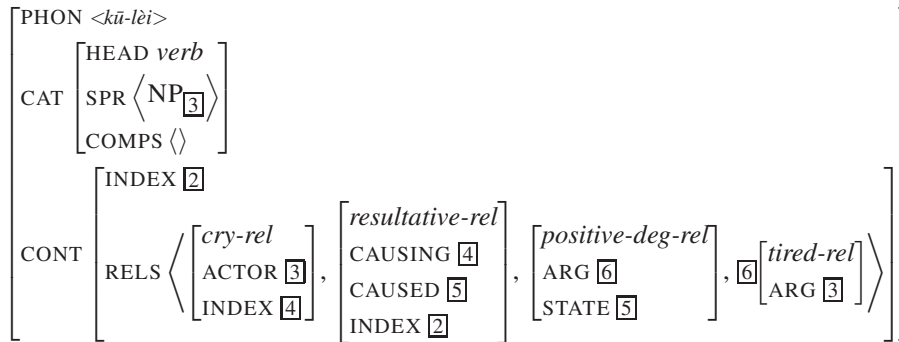 PHON <kū-lèi>
HEAD verb
CAT SPR ⟨NP[3]⟩
COMPS ⟨⟩
INDEX [2]
cry-rel resultative-rel positive-deg-rel tired-rel
CONT RELS ⟨ ACTOR [3] , CAUSING [4] , ARG [6] , [6] ARG [3] ⟩
INDEX [4] CAUSED [5] STATE [5]
INDEX [2]